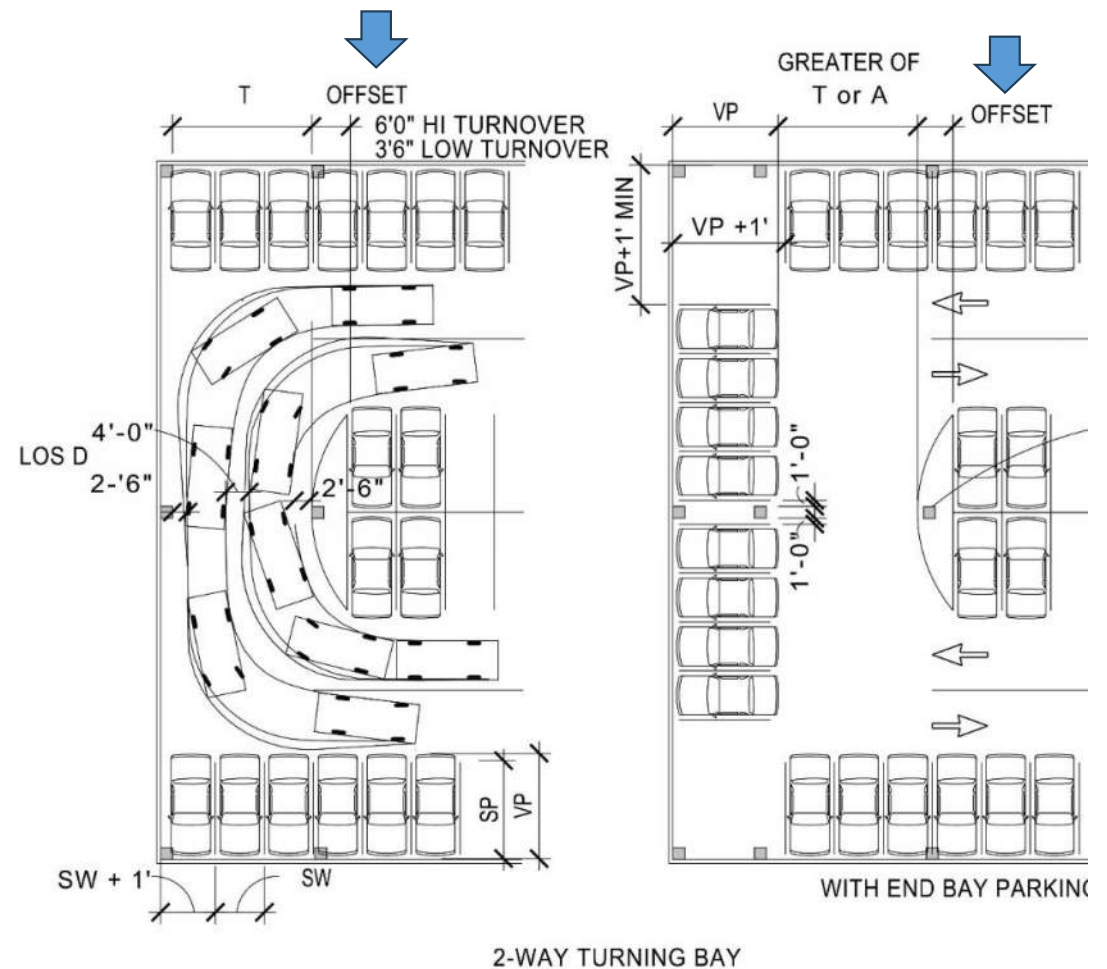 T
OFFSET
6'0" HI TURNOVER
3'6" LOW TURNOVER
GREATER OF
VP
T or A
OFFSET
VP+1' MIN
VP +1'
4'-0"
LOS D
2-'6"
2'-6"
1'-0"
1'-0"
SP
VP
SW + 1'
SW
WITH END BAY PARKING
2-WAY TURNING BAY